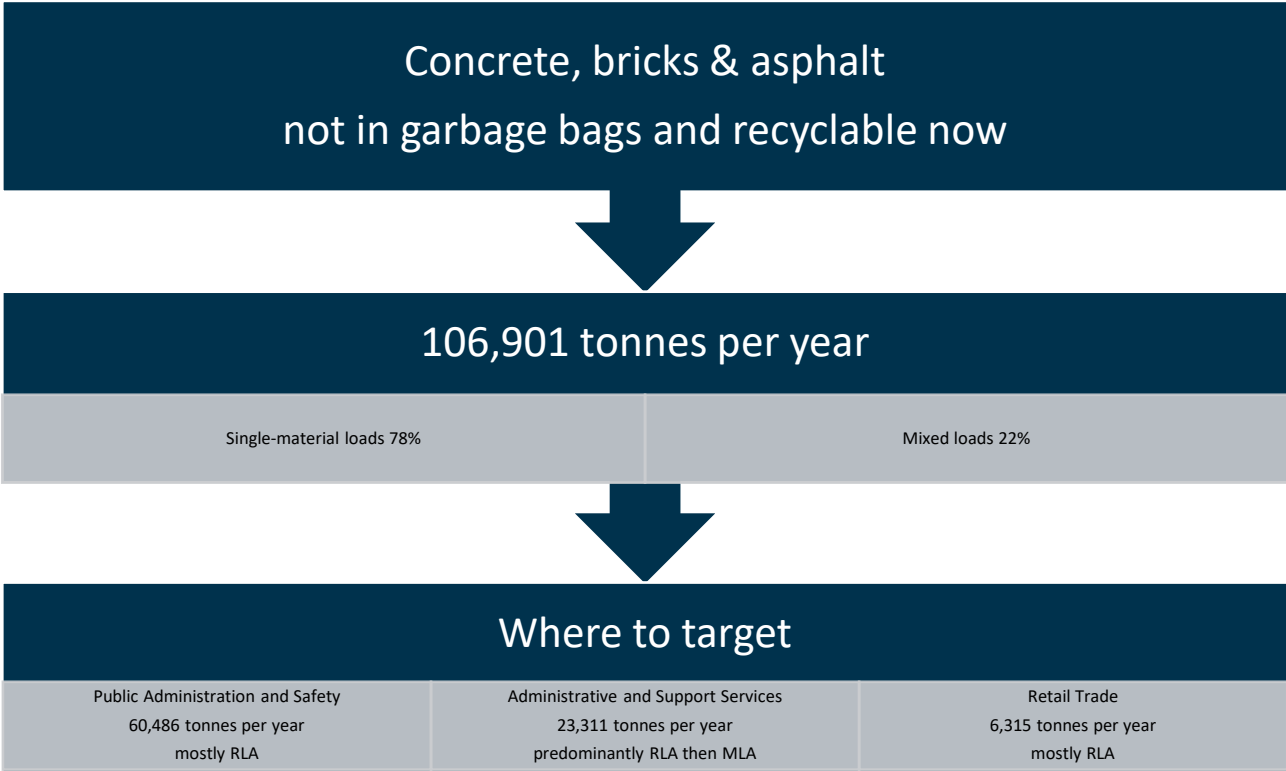 Concrete, bricks & asphalt
not in garbage bags and recyclable now
106,901 tonnes per year
Single-material loads 78%
Mixed loads 22%
Where to target
Public Administration and Safety
60,486 tonnes per year
mostly RLA
Administrative and Support Services
23,311 tonnes per year
predominantly RLA then MLA
Retail Trade
6,315 tonnes per year
mostly RLA